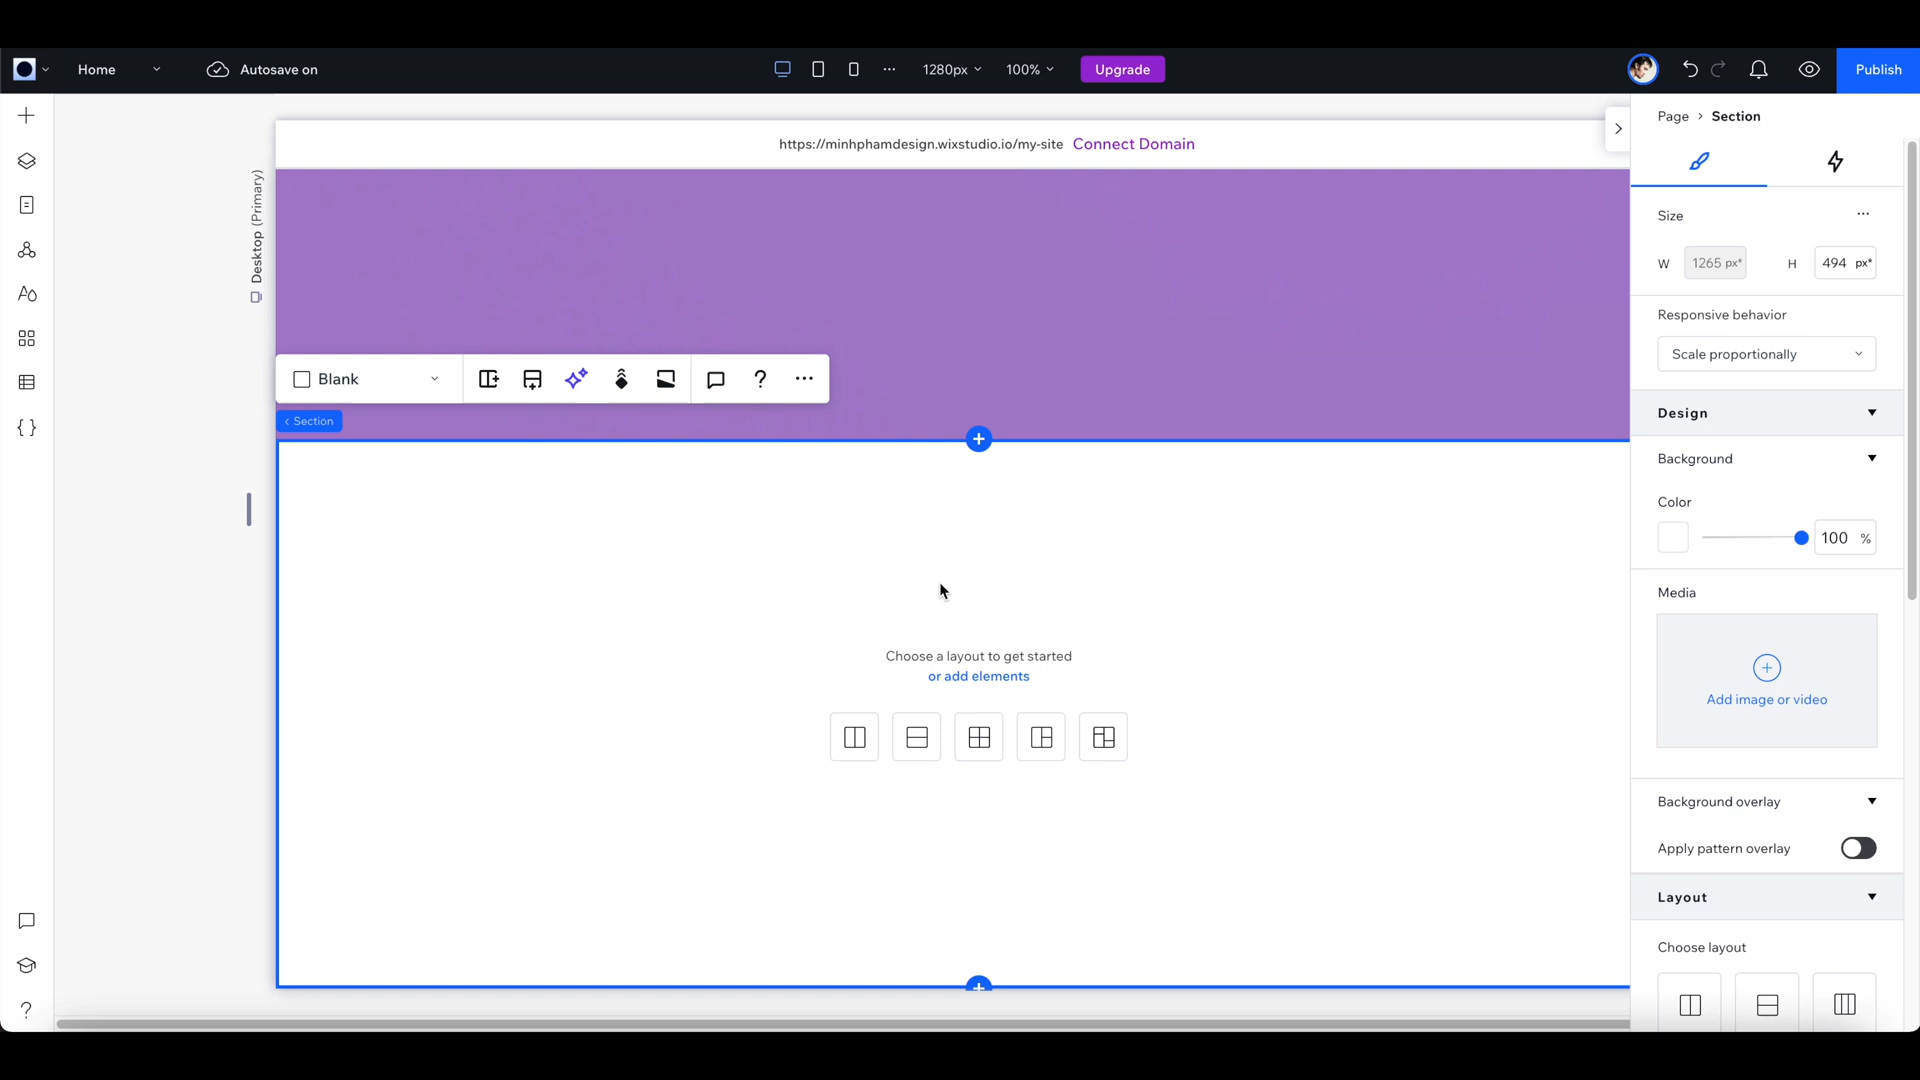 Home
Autosave on
1280px
100%
Upgrade
Publish
https://minhphamdesign.wixstudio.io/my-site Connect Domain
Desktop (Primary)
Blank
?
< Section
Choose a layout to get started
or add elements
?
Page > Section
Size
W 1265 px* H 494 px*
Responsive behavior
Scale proportionally
Design
Background
Color
100 %
Media
Add image or video
Background overlay
Apply pattern overlay
Layout
Choose layout